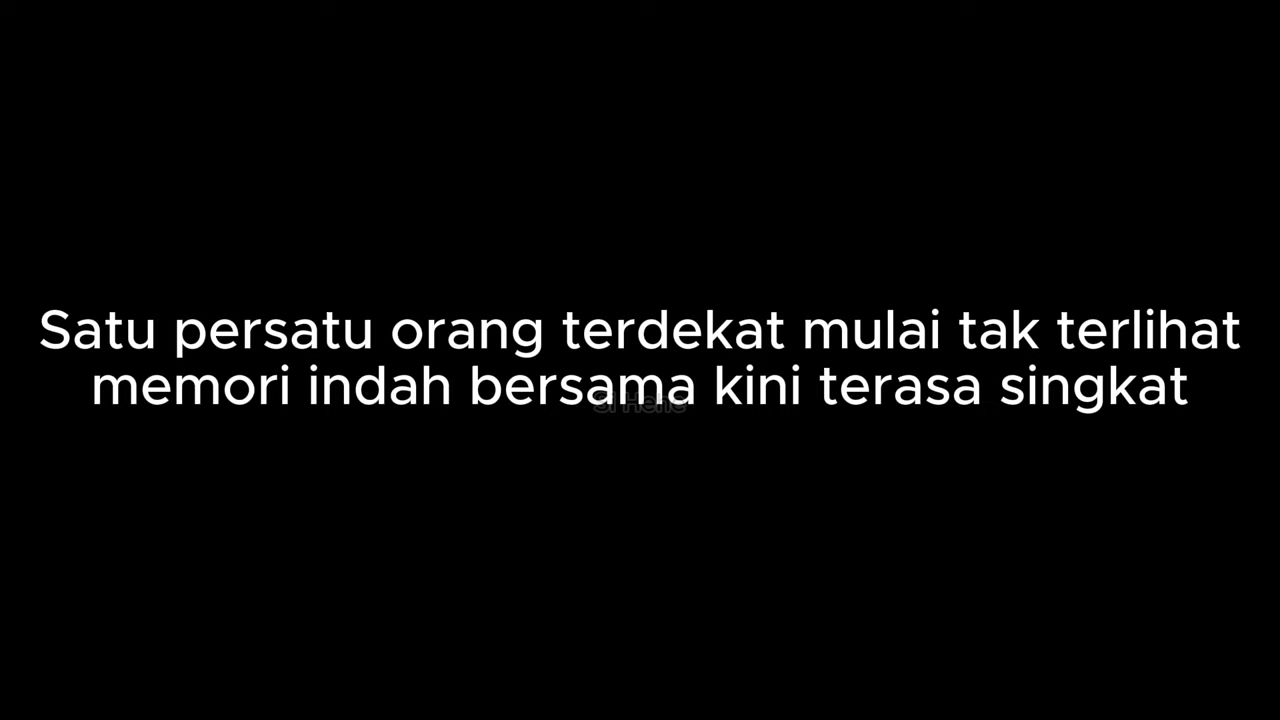 Satu persatu orang terdekat mulai tak terlihat
memori indah bersama kini terasa singkat